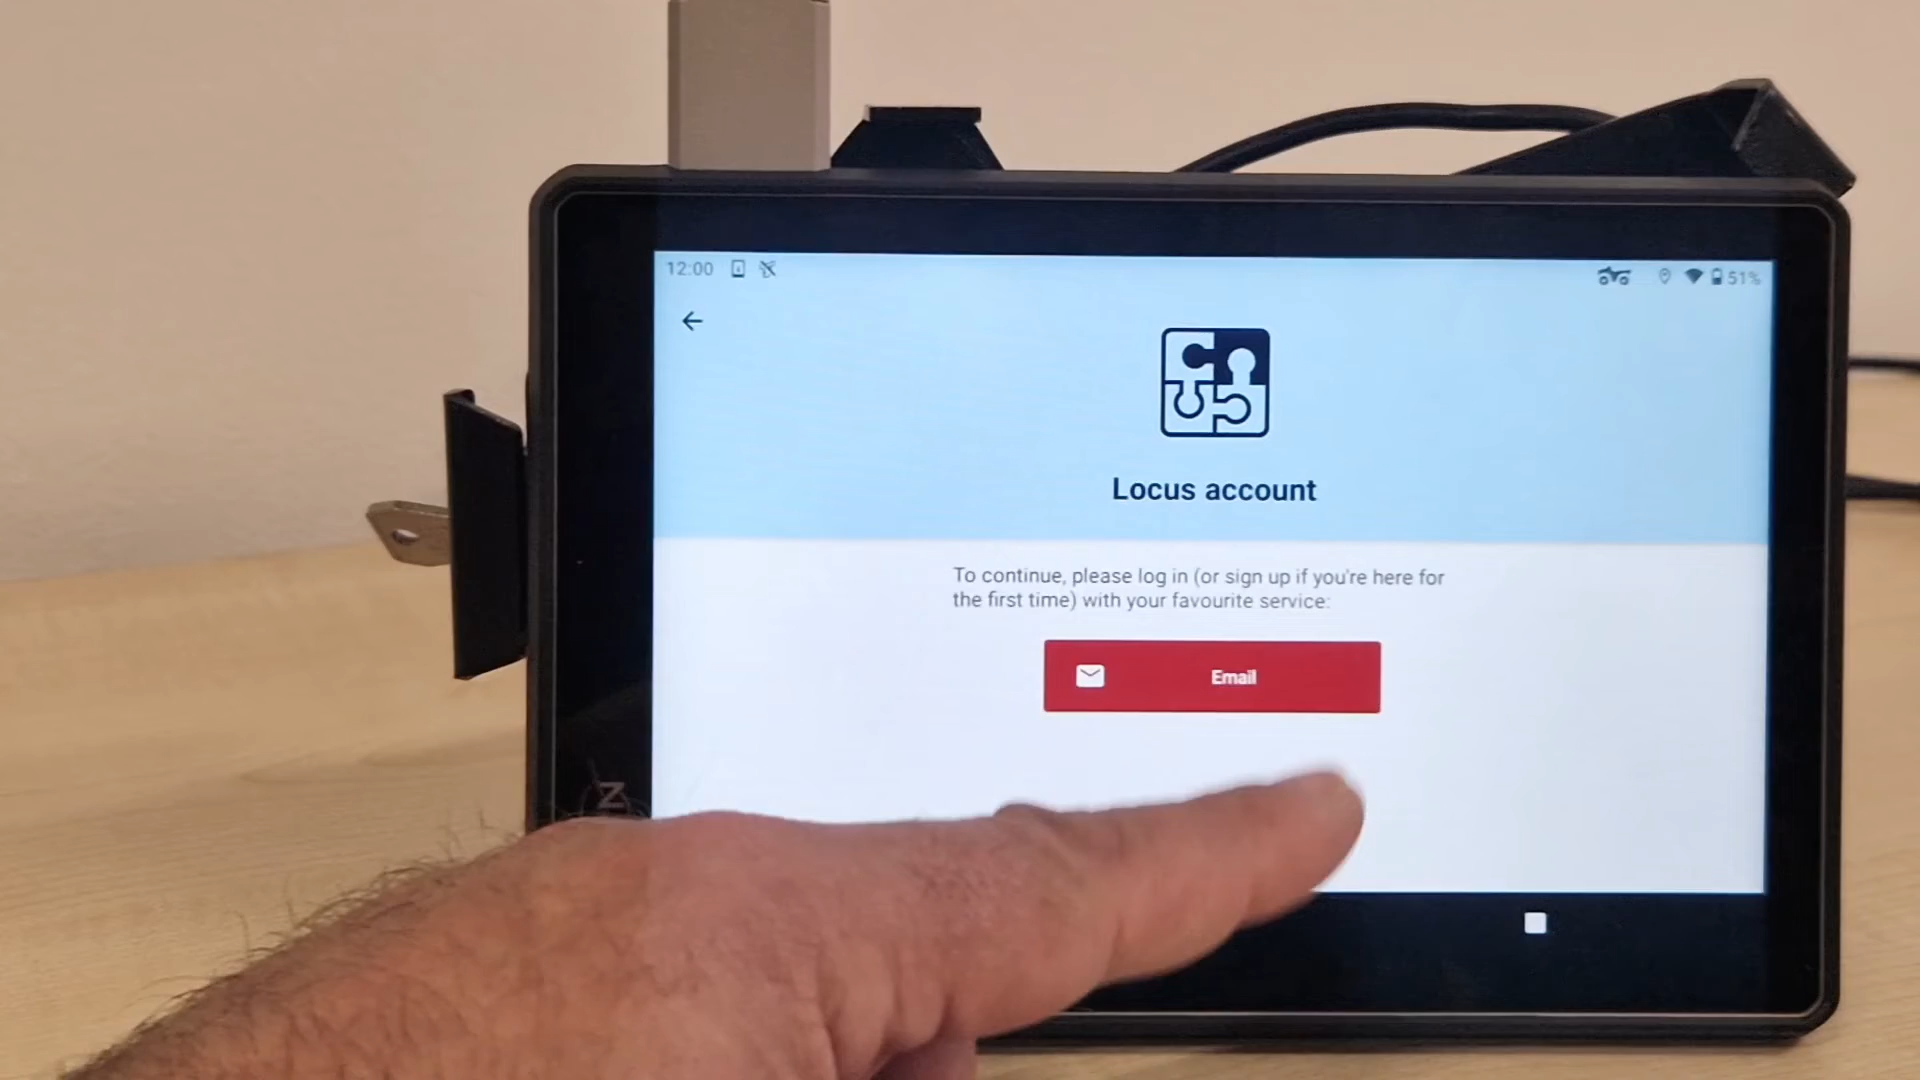 12:00
51%
Locus account
To continue, please log in (or sign up if you're here for
the first time) with your favourite service:
Email
Z